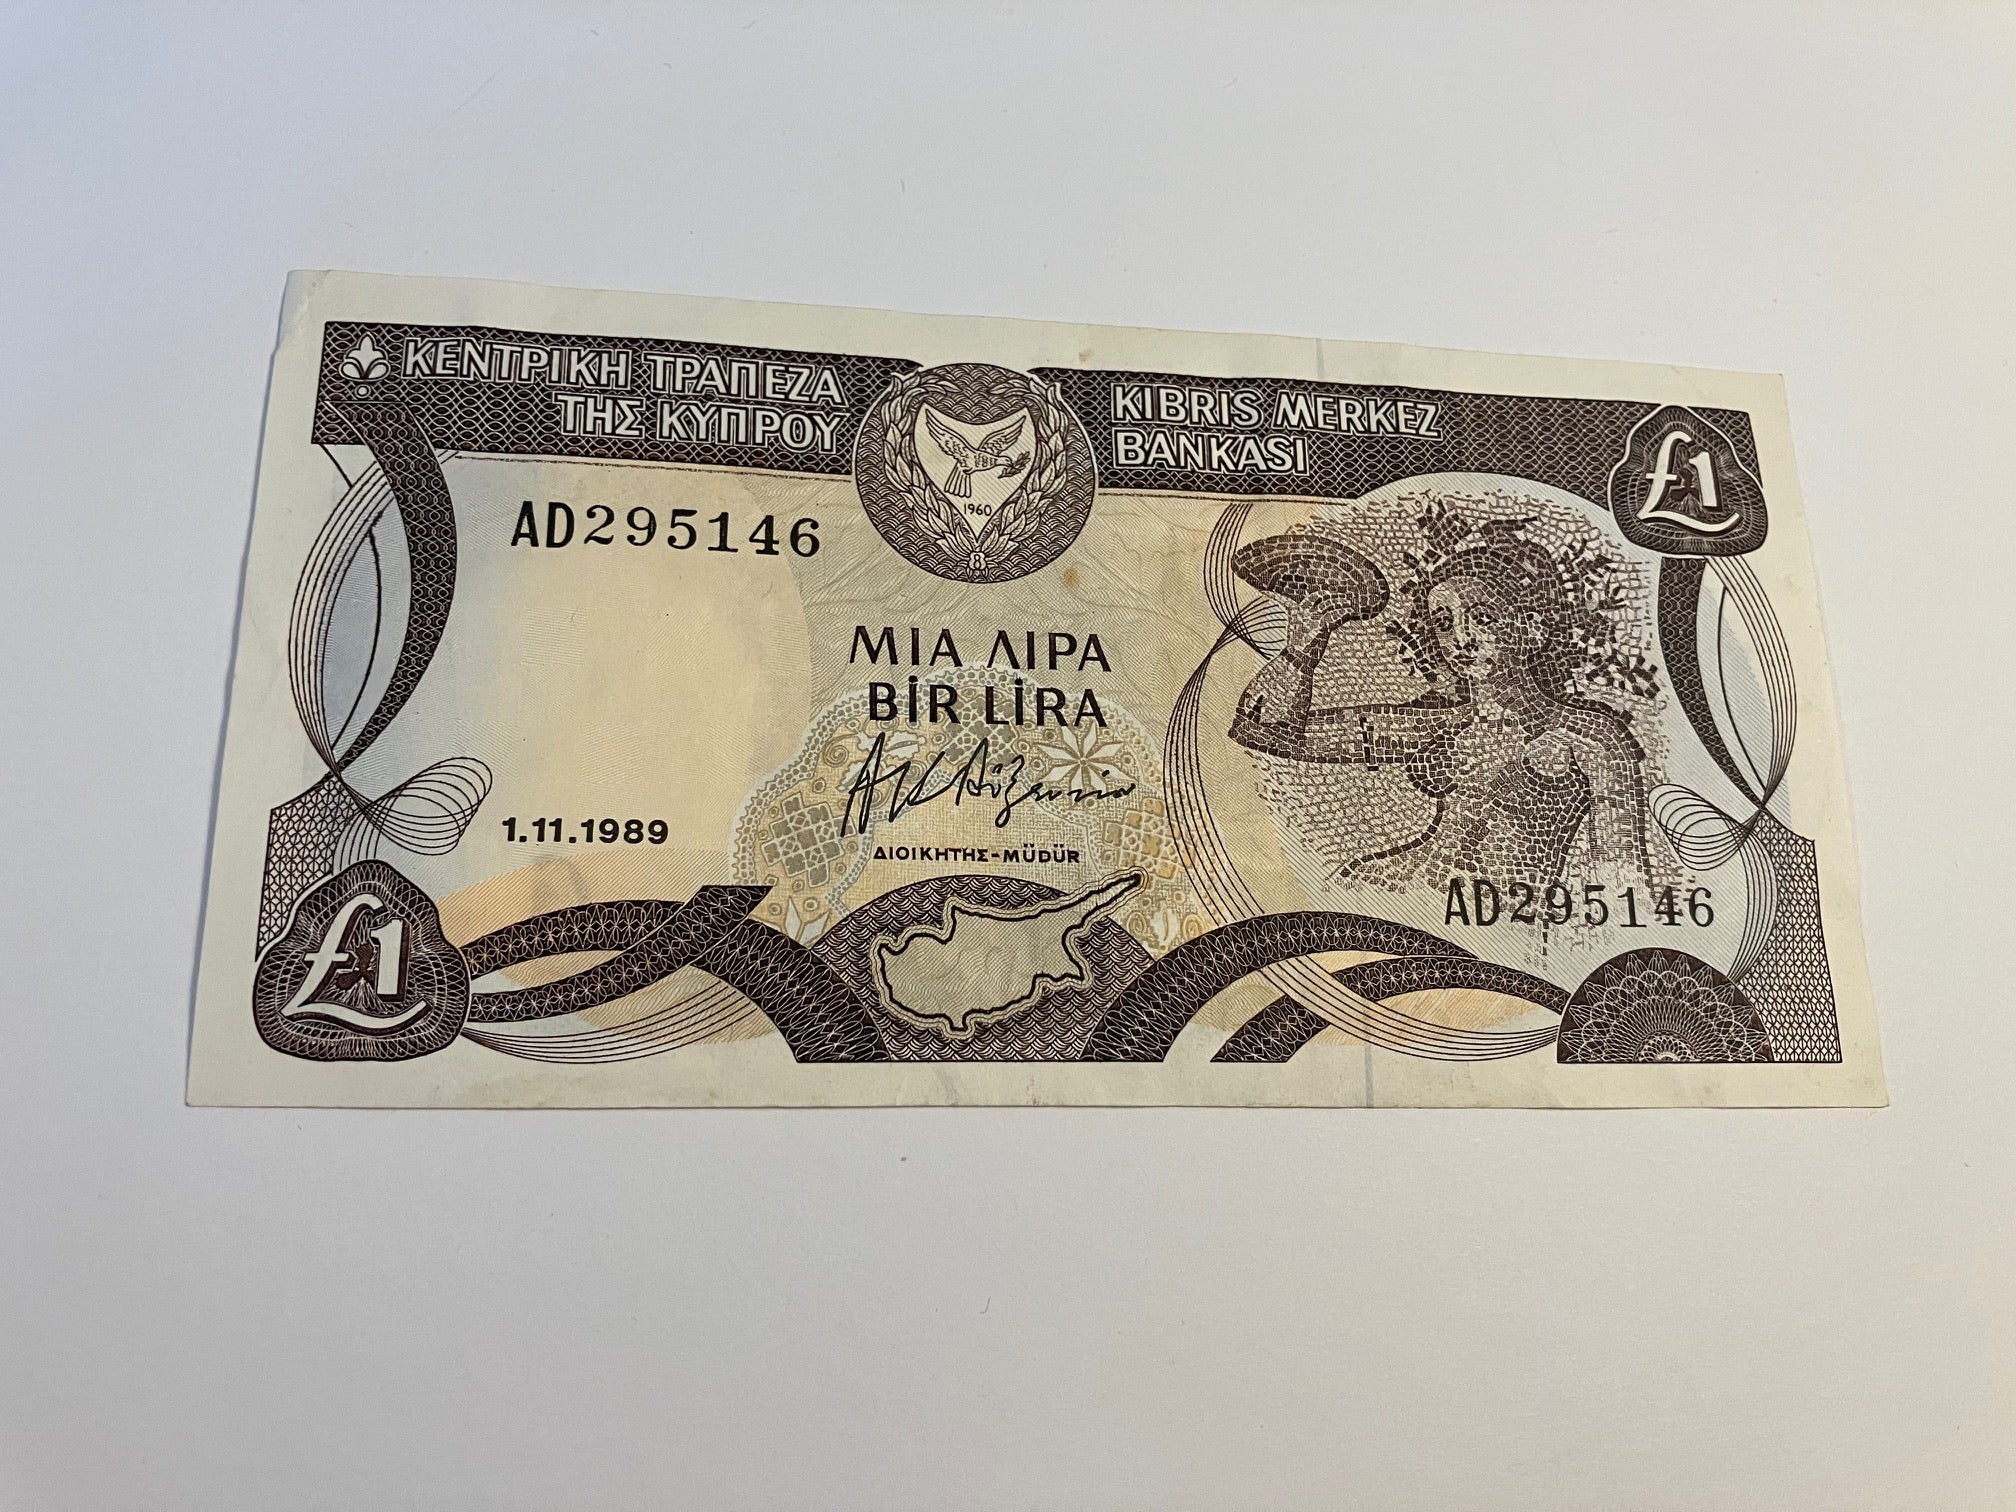 ΚΕΝΤΡΙΚΗ ΤΡΑΠΕΖΑ
ΤΗΣ ΚΥΠΡΟΥ
KIBRIS MERKEZ
BANKASI
£1
1960
8
AD295146
ΜΙΑ ΛΙΡΑ
BİR LİRA
1.11.1989
ΔΙΟΙΚΗΤΗΣ-MÜDÜR
AD295146
£1